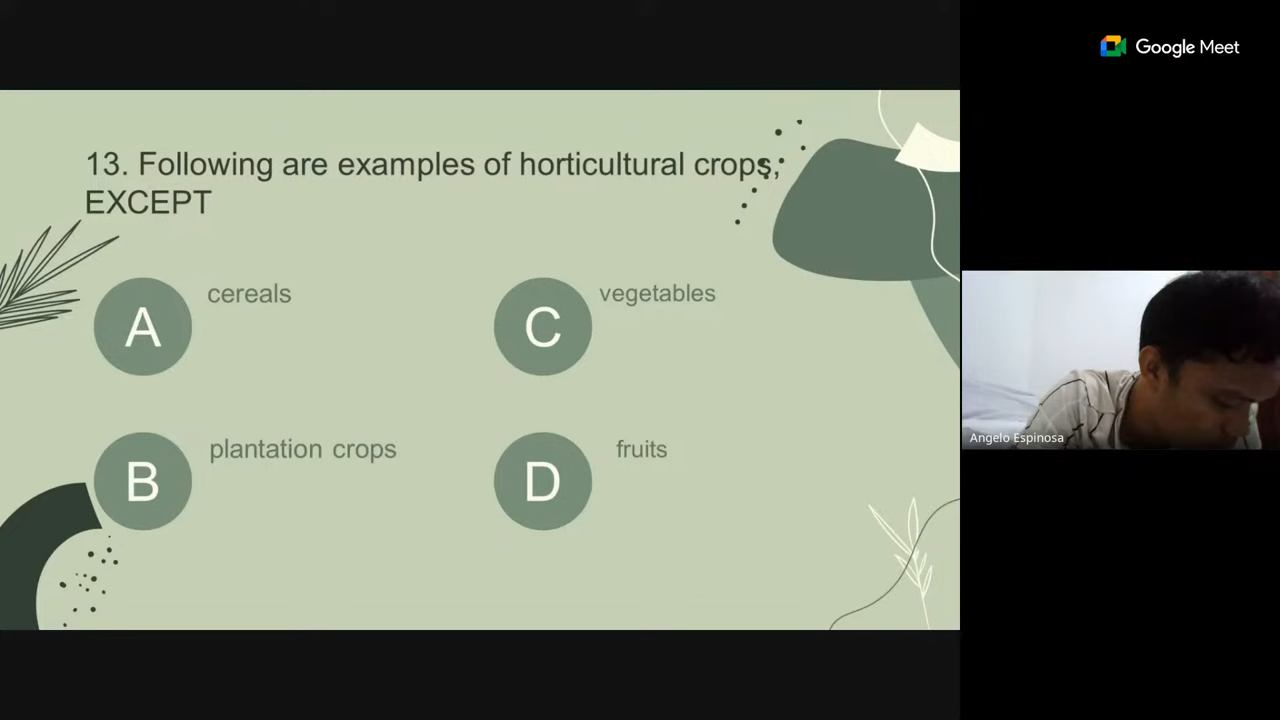 Google Meet
13. Following are examples of horticultural crops,
EXCEPT
A cereals
C vegetables
B plantation crops
D fruits
Angelo Espinosa